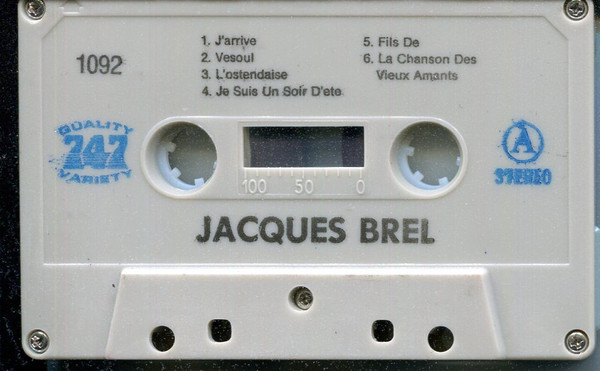 1092
1. J'arrive
2. Vesoul
3. L'ostendaise
4. Je Suis Un Soir D'ete
5. Fils De
6. La Chanson Des
Vieux Amants
QUALITY
747
VARIETY
A
STEREO
100 50 0
JACQUES BREL